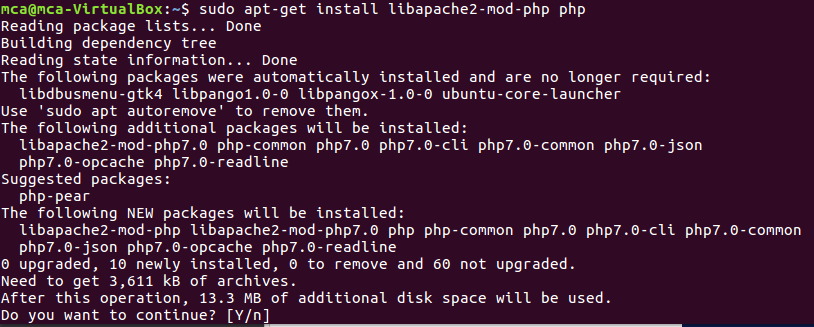 mca@mca-VirtualBox:~$ sudo apt-get install libapache2-mod-php php
Reading package lists... Done
Building dependency tree
Reading state information... Done
The following packages were automatically installed and are no longer required:
  libdbusmenu-gtk4 libpango1.0-0 libpangox-1.0-0 ubuntu-core-launcher
Use 'sudo apt autoremove' to remove them.
The following additional packages will be installed:
  libapache2-mod-php7.0 php-common php7.0 php7.0-cli php7.0-common php7.0-json
  php7.0-opcache php7.0-readline
Suggested packages:
  php-pear
The following NEW packages will be installed:
  libapache2-mod-php libapache2-mod-php7.0 php php-common php7.0 php7.0-cli php7.0-common
  php7.0-json php7.0-opcache php7.0-readline
0 upgraded, 10 newly installed, 0 to remove and 60 not upgraded.
Need to get 3,611 kB of archives.
After this operation, 13.3 MB of additional disk space will be used.
Do you want to continue? [Y/n]